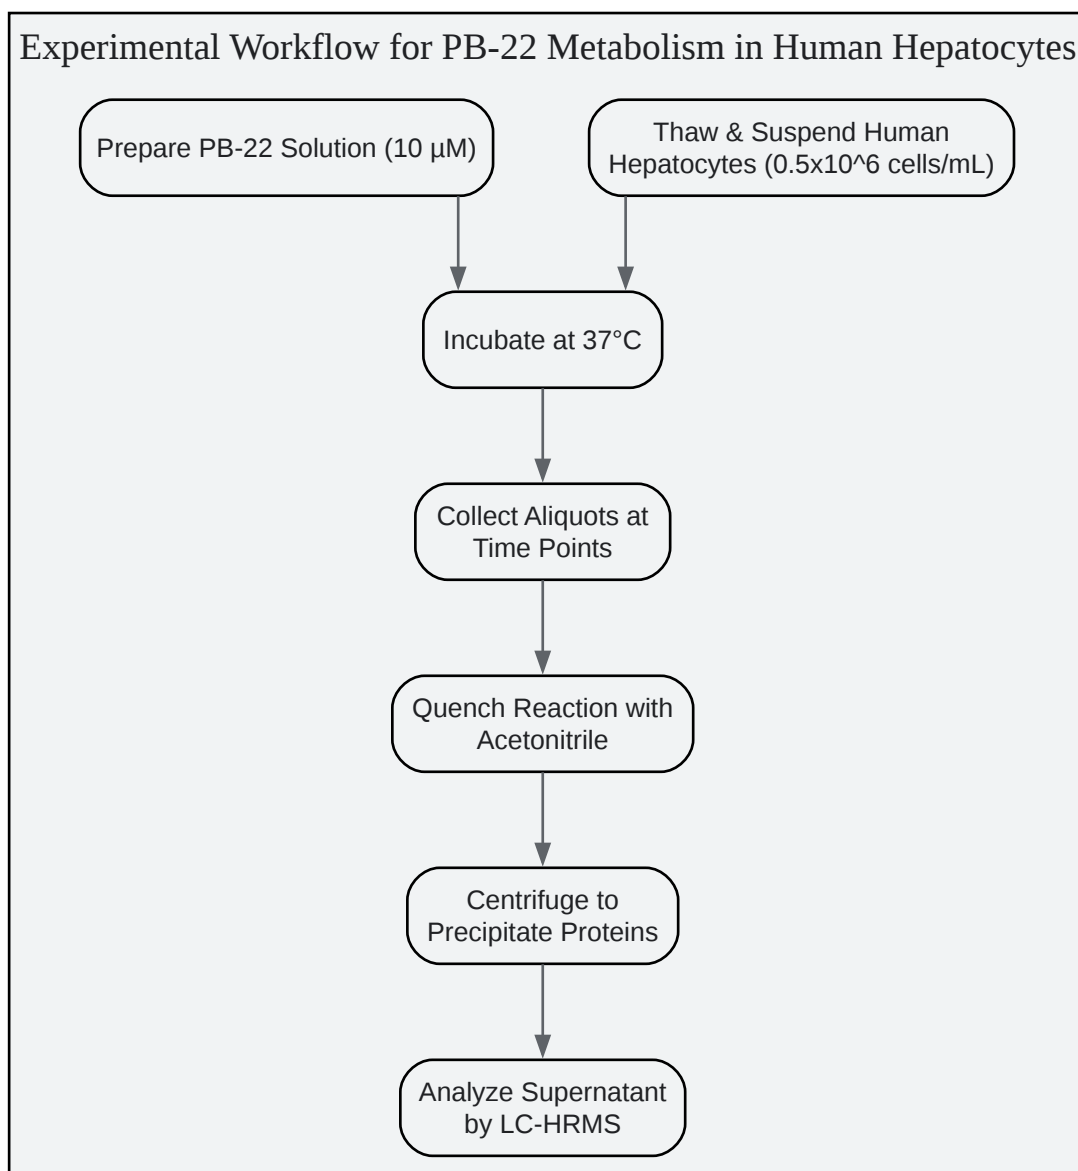 Experimental Workflow for PB-22 Metabolism in Human Hepatocytes
Prepare PB-22 Solution (10 µM)
Thaw & Suspend Human
Hepatocytes (0.5x10^6 cells/mL)
Incubate at 37°C
Collect Aliquots at
Time Points
Quench Reaction with
Acetonitrile
Centrifuge to
Precipitate Proteins
Analyze Supernatant
by LC-HRMS